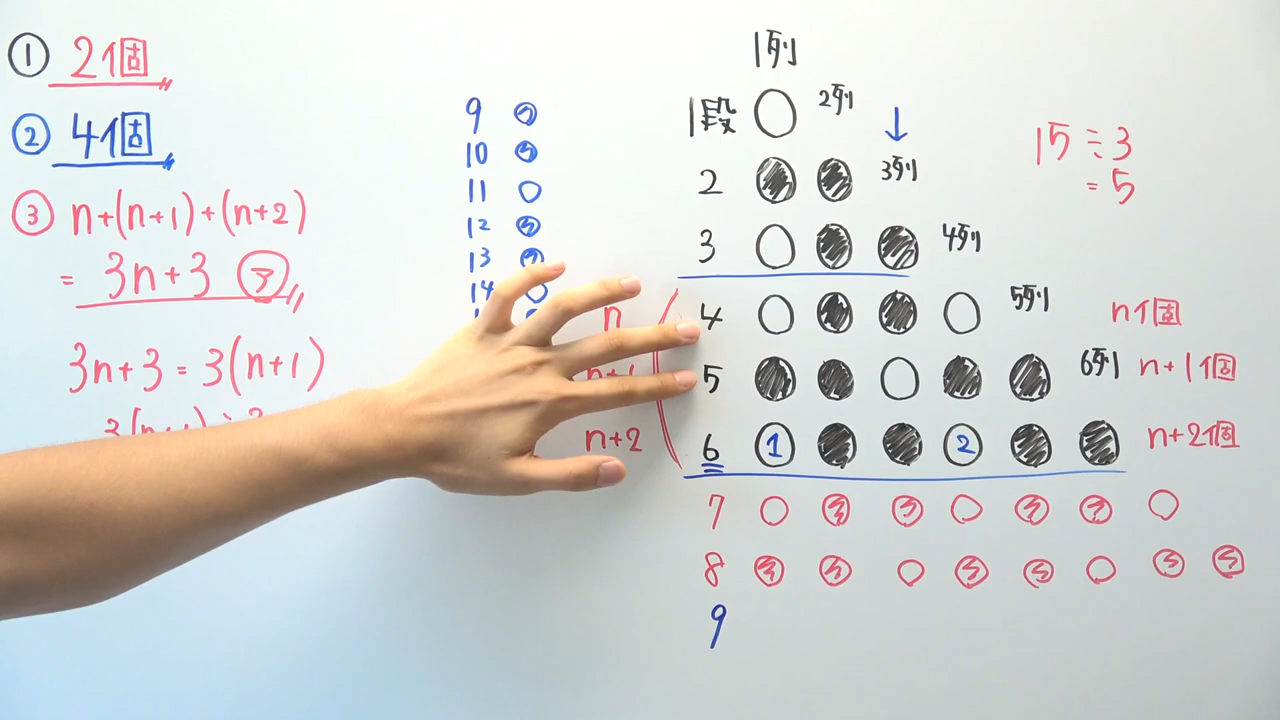 ① 2個
② 4個
③ n+(n+1)+(n+2)
= 3n+3 ㋐
3n+3=3(n+1)
9
10
11
12
13
14
n
n+2
1列
1段 2列
2 3列
3 4列
4 5列
5 6列
6 1 2
7
8
9
15÷3
=5
n個
n+1個
n+2個